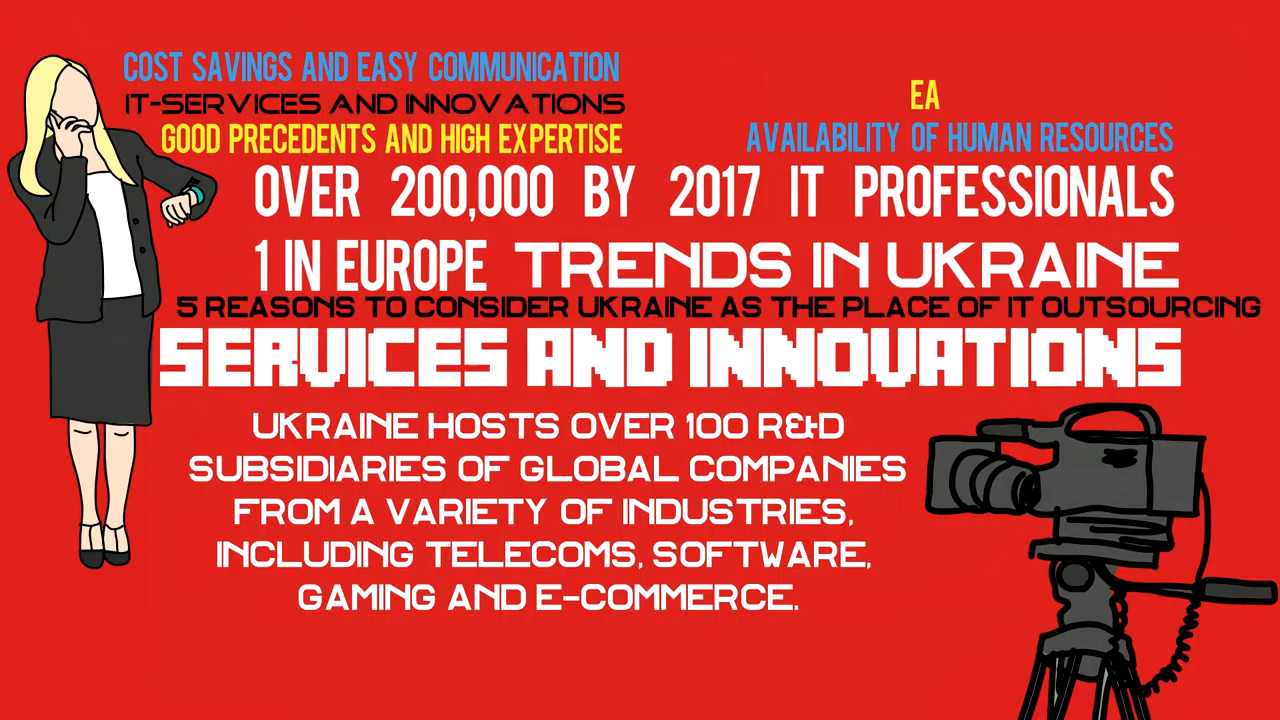 COST SAVINGS AND EASY COMMUNICATION
IT-SERVICES AND INNOVATIONS
GOOD PRECEDENTS AND HIGH EXPERTISE
EA
AVAILABILITY OF HUMAN RESOURCES
OVER 200,000 BY 2017 IT PROFESSIONALS
1 IN EUROPE TRENDS IN UKRAINE
5 REASONS TO CONSIDER UKRAINE AS THE PLACE OF IT OUTSOURCING
SERVICES AND INNOVATIONS
UKRAINE HOSTS OVER 100 R&D
SUBSIDIARIES OF GLOBAL COMPANIES
FROM A VARIETY OF INDUSTRIES,
INCLUDING TELECOMS, SOFTWARE,
GAMING AND E-COMMERCE.